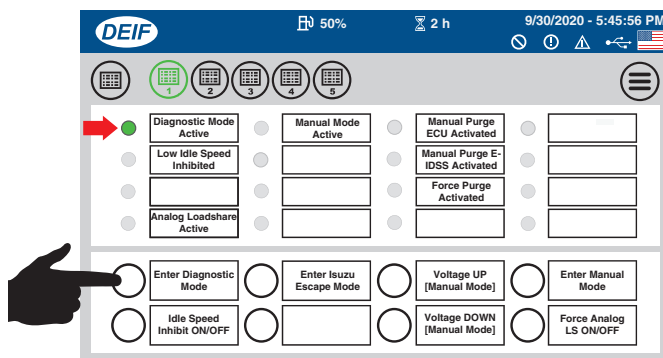 DEIF
50%
2 h
9/30/2020 - 5:45:56 PM
1
2
3
4
5
Diagnostic Mode
Active
Manual Mode
Active
Manual Purge
ECU Activated
Low Idle Speed
Inhibited
Manual Purge E-
IDSS Activated
Force Purge
Activated
Analog Loadshare
Active
Enter Diagnostic
Mode
Enter Isuzu
Escape Mode
Voltage UP
[Manual Mode]
Enter Manual
Mode
Idle Speed
Inhibit ON/OFF
Voltage DOWN
[Manual Mode]
Force Analog
LS ON/OFF